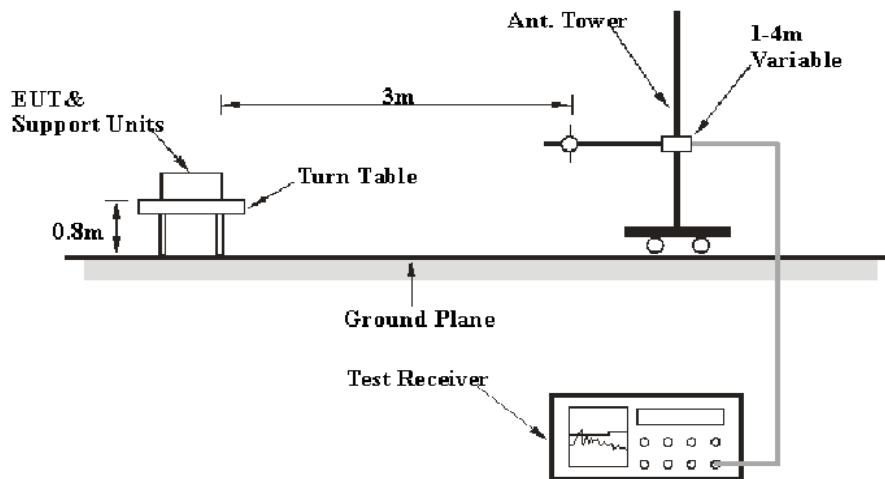 Ant. Tower
1-4m
Variable
3m
EUT&
Support Units
Turn Table
0.8m
Ground Plane
Test Receiver